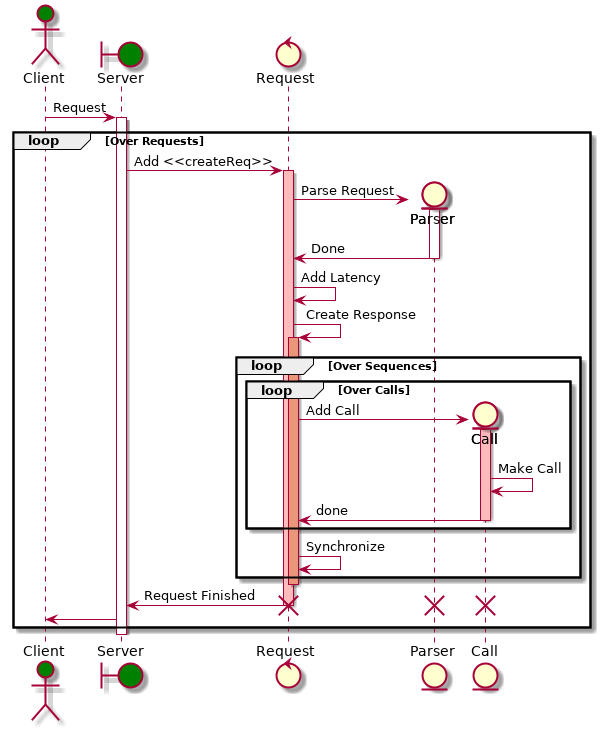 Client
Server
Request
Request
loop
[Over Requests]
Add <<createReq>>
Parse Request
Parser
Done
Add Latency
Create Response
loop
[Over Sequences]
loop
[Over Calls]
Add Call
Call
Make Call
done
Synchronize
Request Finished
Client
Server
Request
Parser
Call